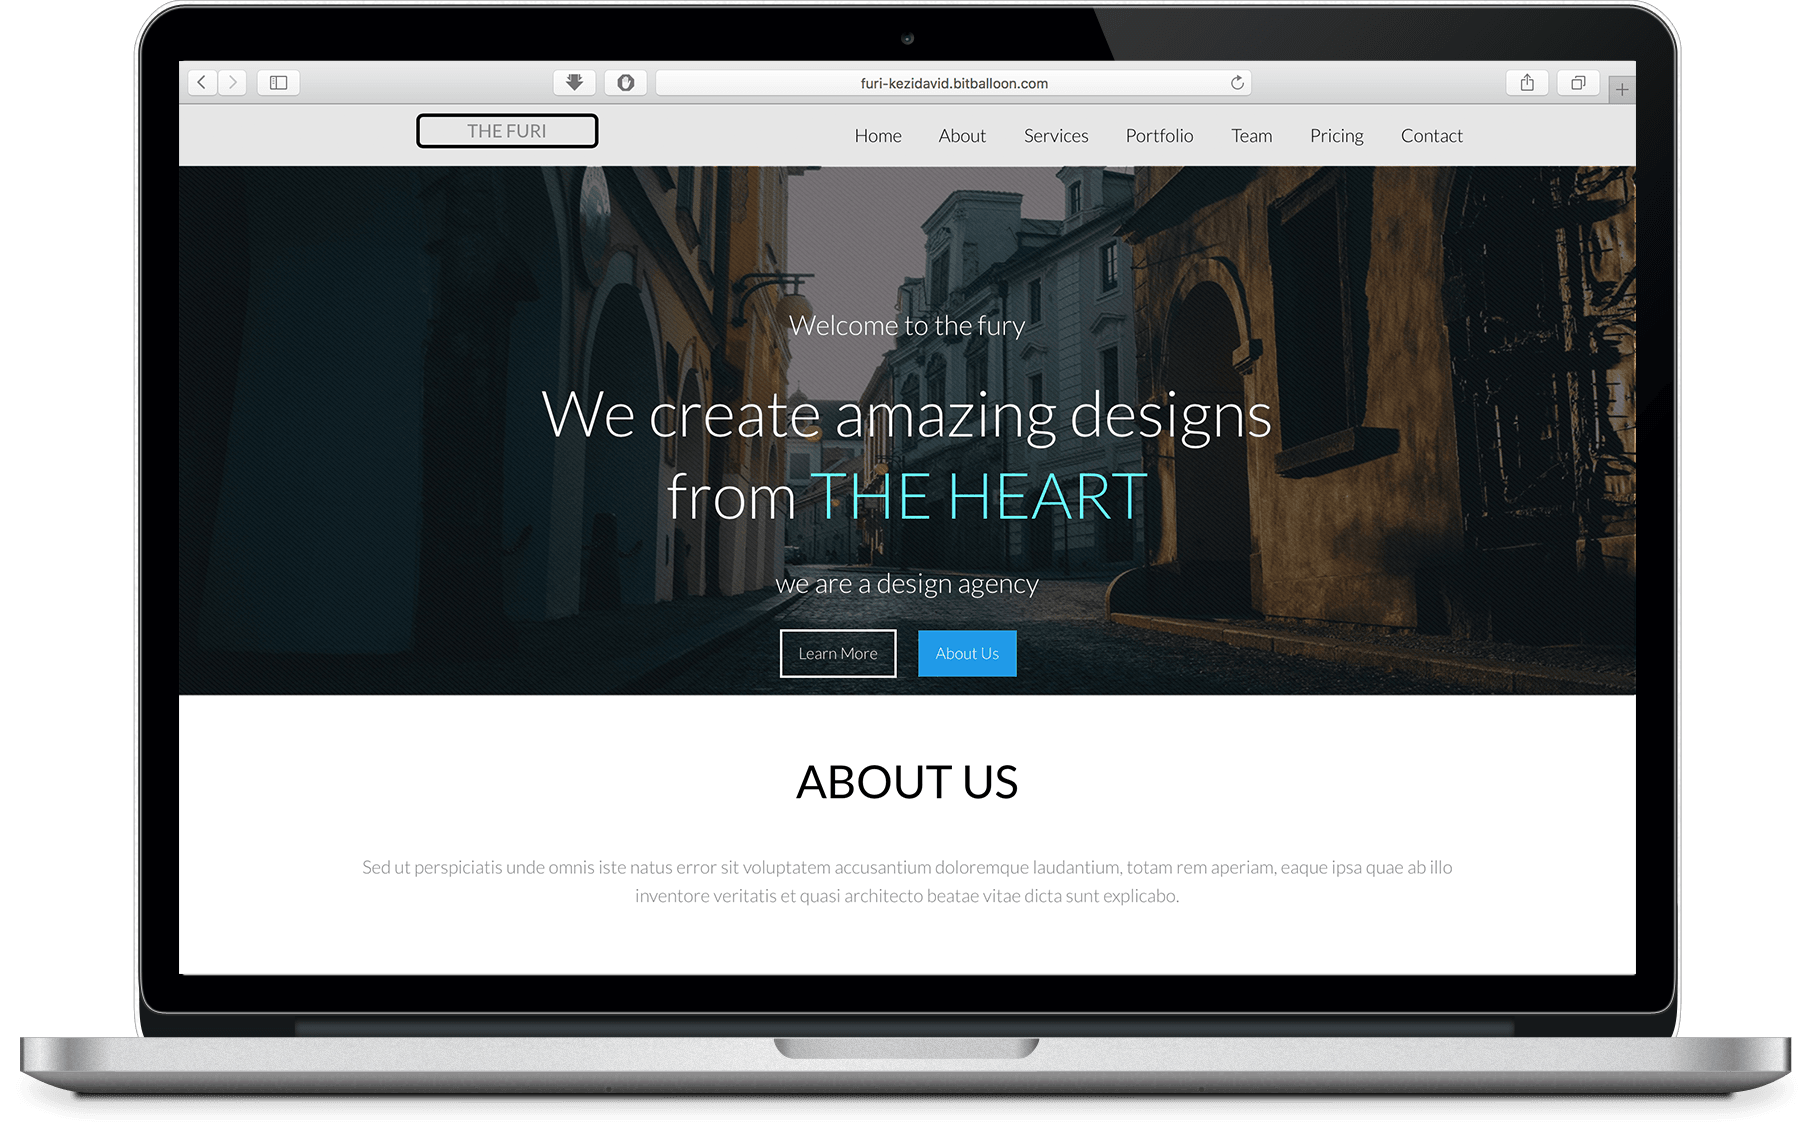 furi-kezidavid.bitballoon.com
THE FURI
Home About Services Portfolio Team Pricing Contact
Welcome to the fury
We create amazing designs
from THE HEART
we are a design agency
Learn More About Us
ABOUT US
Sed ut perspiciatis unde omnis iste natus error sit voluptatem accusantium doloremque laudantium, totam rem aperiam, eaque ipsa quae ab illo
inventore veritatis et quasi architecto beatae vitae dicta sunt explicabo.